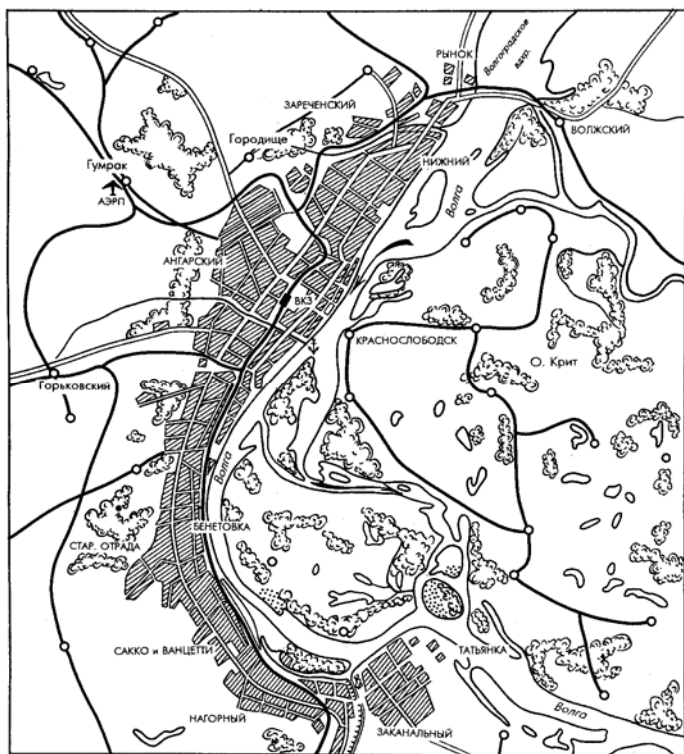 РЫНОК
Волгоградское
вдхр.
ЗАРЕЧЕНСКИЙ
ВОЛЖСКИЙ
Городище
Гумрак
НИЖНИЙ
АЭРП
Волга
АНГАРСКИЙ
ВКЗ
КРАСНОСЛОБОДСК
О. Крит
Горьковский
Волга
БЕНЕТОВКА
СТАР. ОТРАДА
САККО и ВАНЦЕТТИ
ТАТЬЯНКА
НАГОРНЫЙ
Волга
ЗАКАНАЛЬНЫЙ